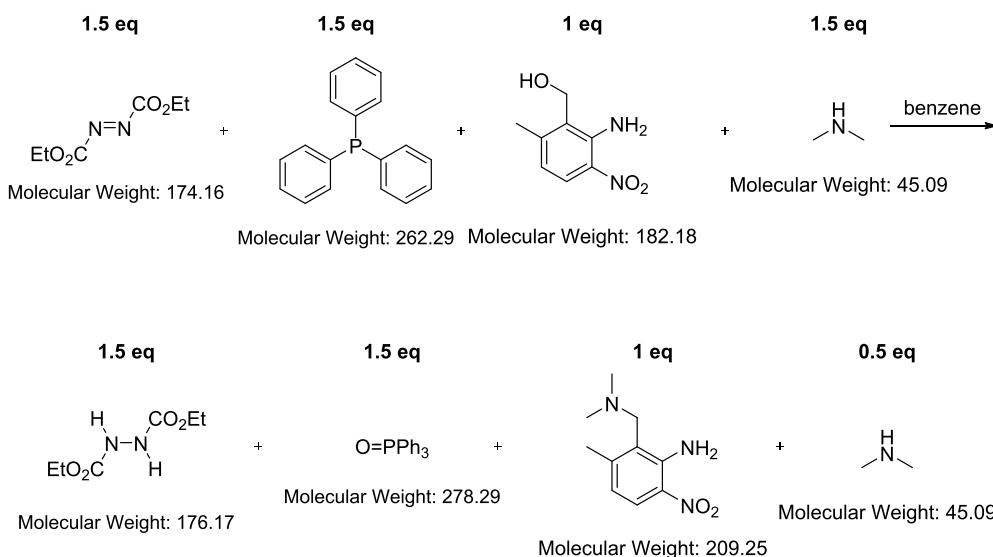 1.5 eq 1.5 eq 1 eq 1.5 eq
HO
CO₂Et H
N=N + + NH₂ + N benzene
EtO₂C P NO₂
Molecular Weight: 174.16 Molecular Weight: 262.29 Molecular Weight: 182.18 Molecular Weight: 45.09
1.5 eq 1.5 eq 1 eq 0.5 eq
H CO₂Et N H
N–N + O=PPh₃ + NH₂ + N
EtO₂C H NO₂
Molecular Weight: 176.17 Molecular Weight: 278.29 Molecular Weight: 209.25 Molecular Weight: 45.09